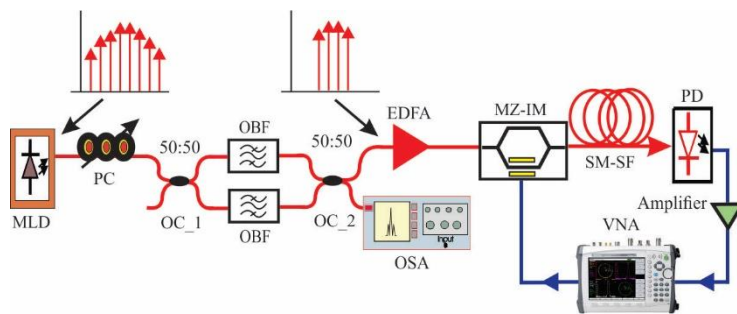 MLD
PC
50:50
OC_1
OBF
OBF
50:50
OC_2
EDFA
OSA
Input
MZ-IM
SM-SF
PD
Amplifier
VNA